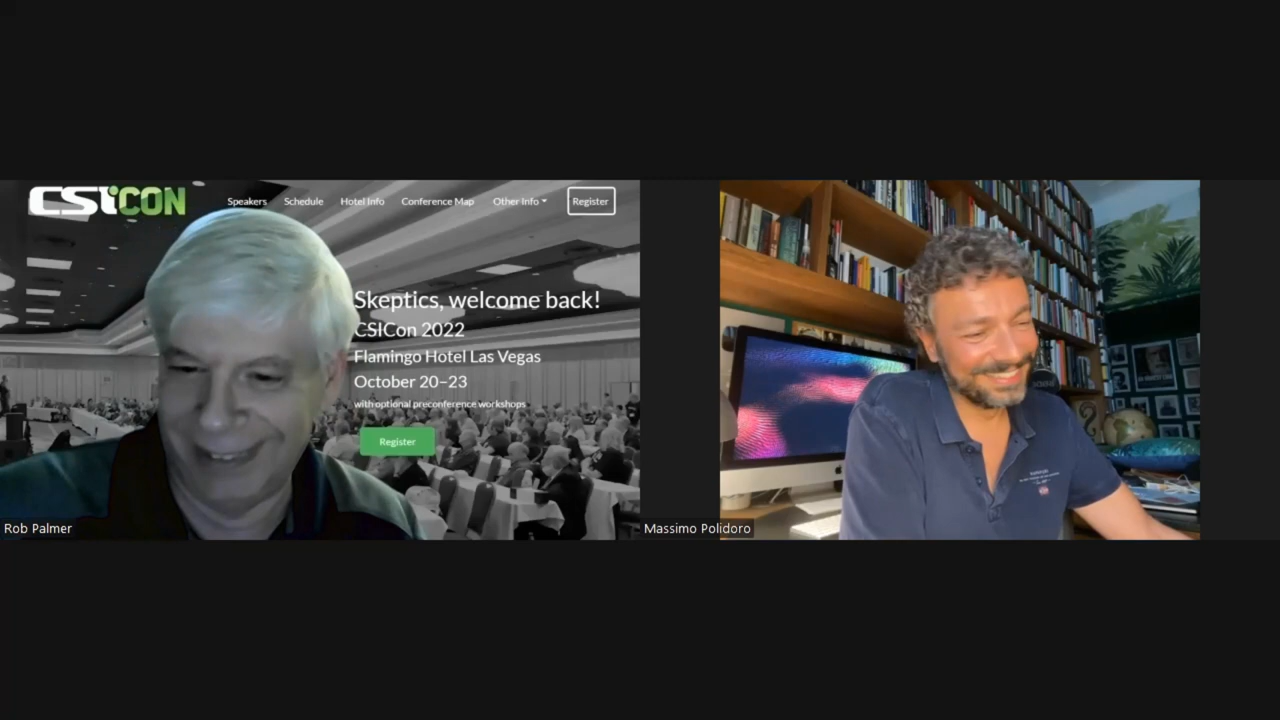 CSICON
Speakers Schedule Hotel Info Conference Map Other Info Register
Skeptics, welcome back!
CSICon 2022
Flamingo Hotel Las Vegas
October 20–23
with optional preconference workshops
Register
Rob Palmer
Massimo Polidoro